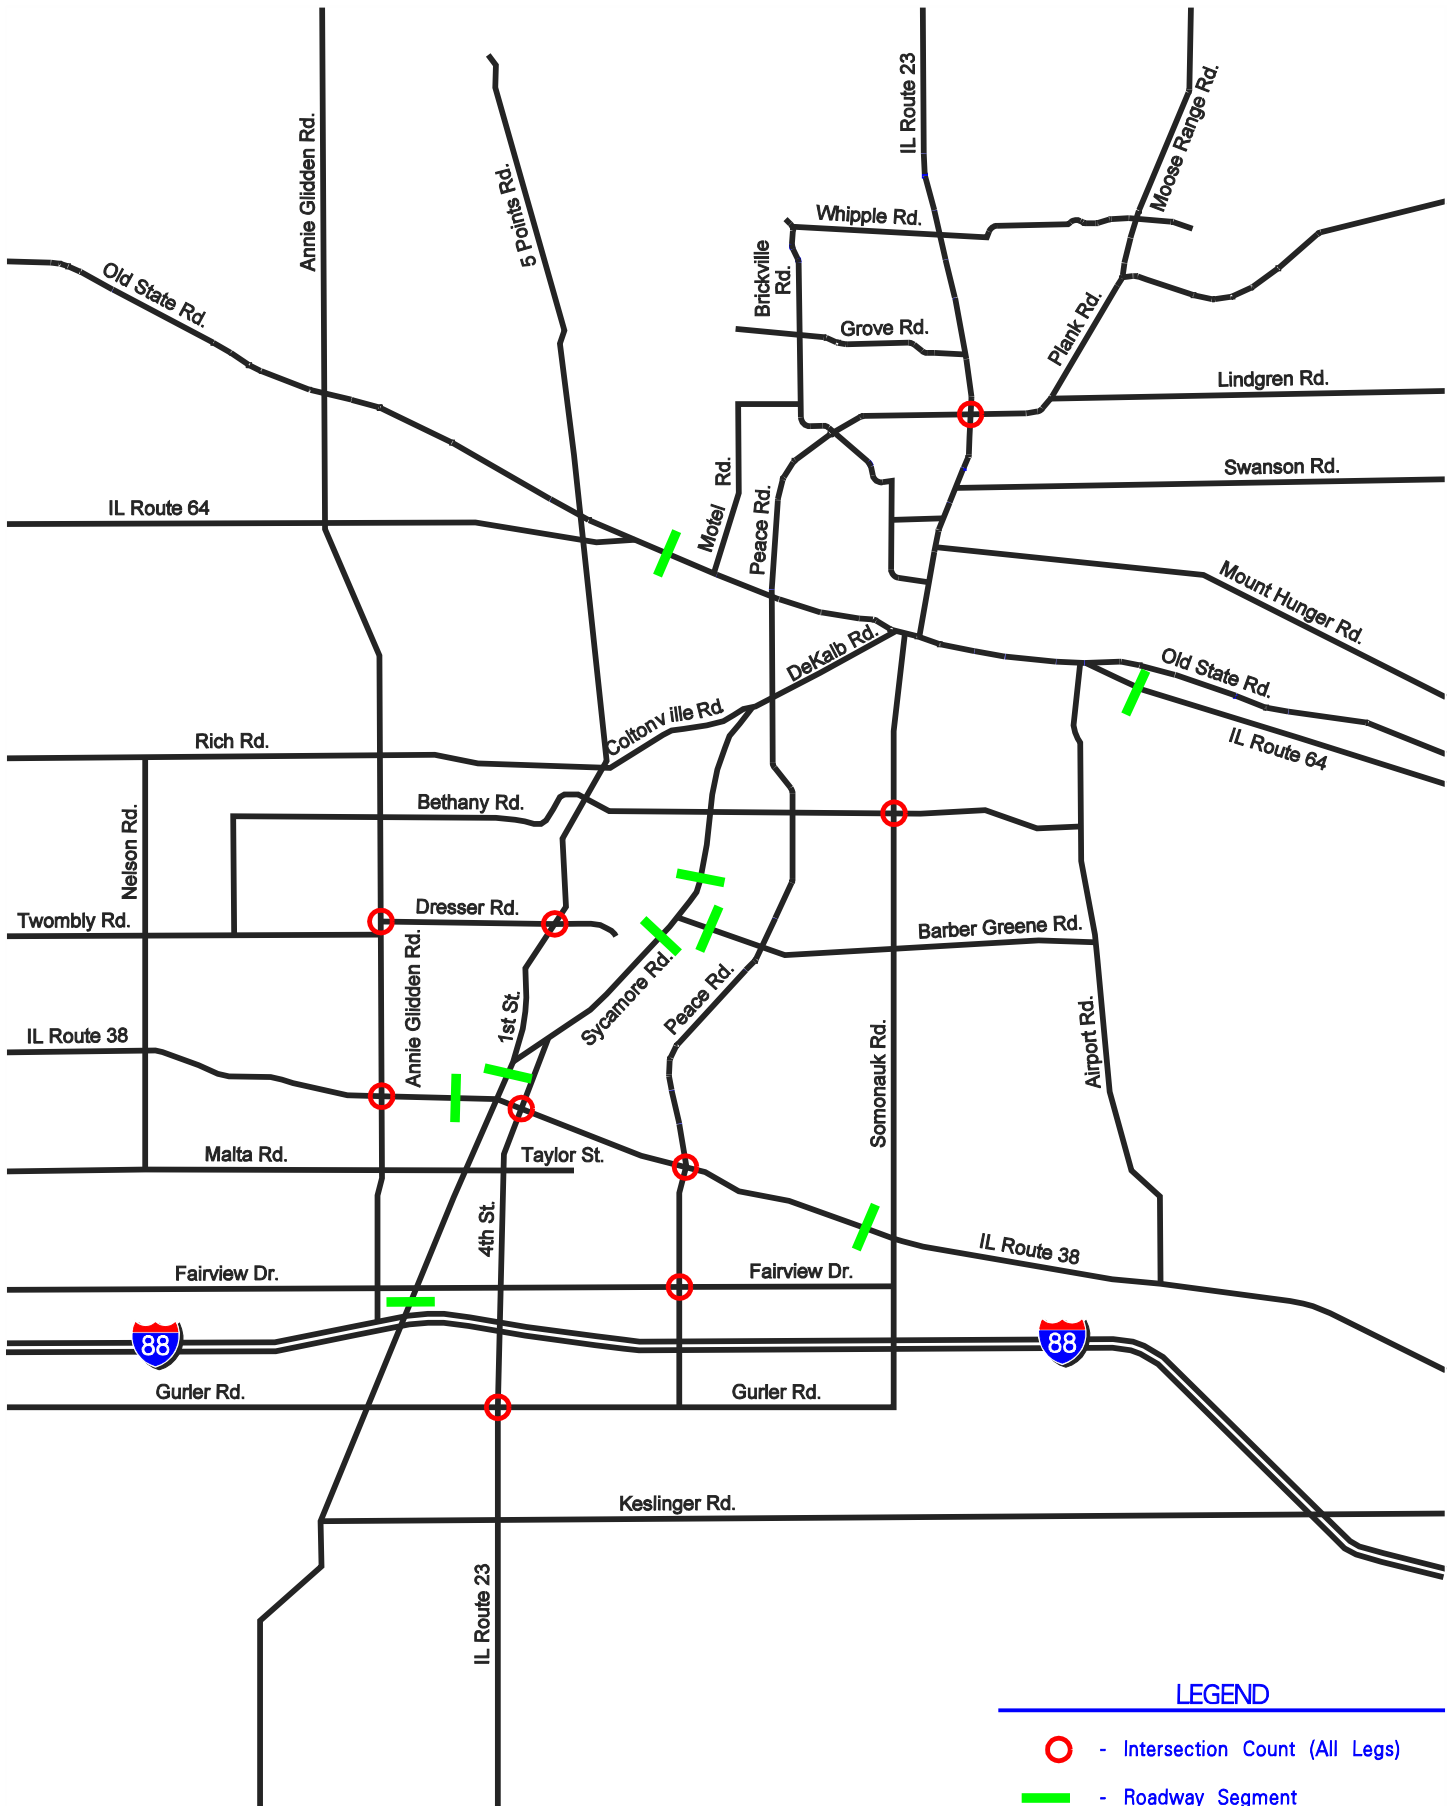 IL Route 23
Moose Range Rd.
Annie Glidden Rd.
5 Points Rd.
Whipple Rd.
Brickville
Rd.
Old State Rd.
Grove Rd.
Plank Rd.
Lindgren Rd.
Swanson Rd.
Motel Rd.
Peace Rd.
IL Route 64
Mount Hunger Rd.
DeKalb Rd.
Old State Rd.
Coltonville Rd.
IL Route 64
Rich Rd.
Bethany Rd.
Nelson Rd.
Dresser Rd.
Twombly Rd.
Barber Greene Rd.
Annie Glidden Rd.
1st St.
Sycamore Rd.
Peace Rd.
Airport Rd.
IL Route 38
Somonauk Rd.
Malta Rd.
Taylor St.
4th St.
IL Route 38
Fairview Dr.
Fairview Dr.
88
88
Gurler Rd.
Gurler Rd.
Keslinger Rd.
IL Route 23
LEGEND
- Intersection Count (All Legs)
- Roadway Segment